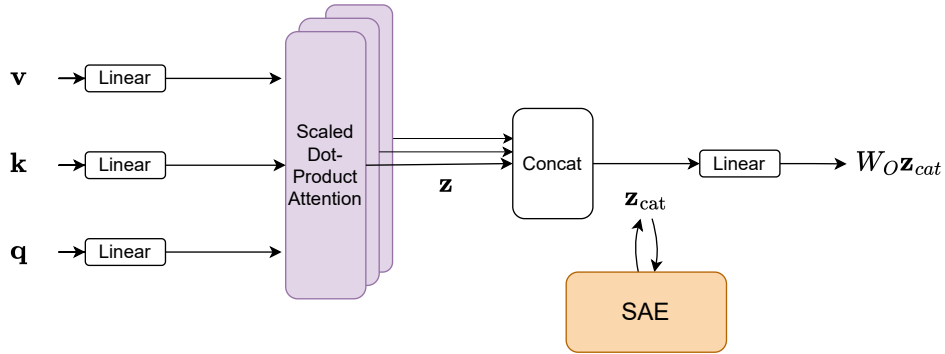 v
Linear
k
Linear
q
Linear
Scaled
Dot-
Product
Attention
z
Concat
Linear
W_O z_cat
z_cat
SAE